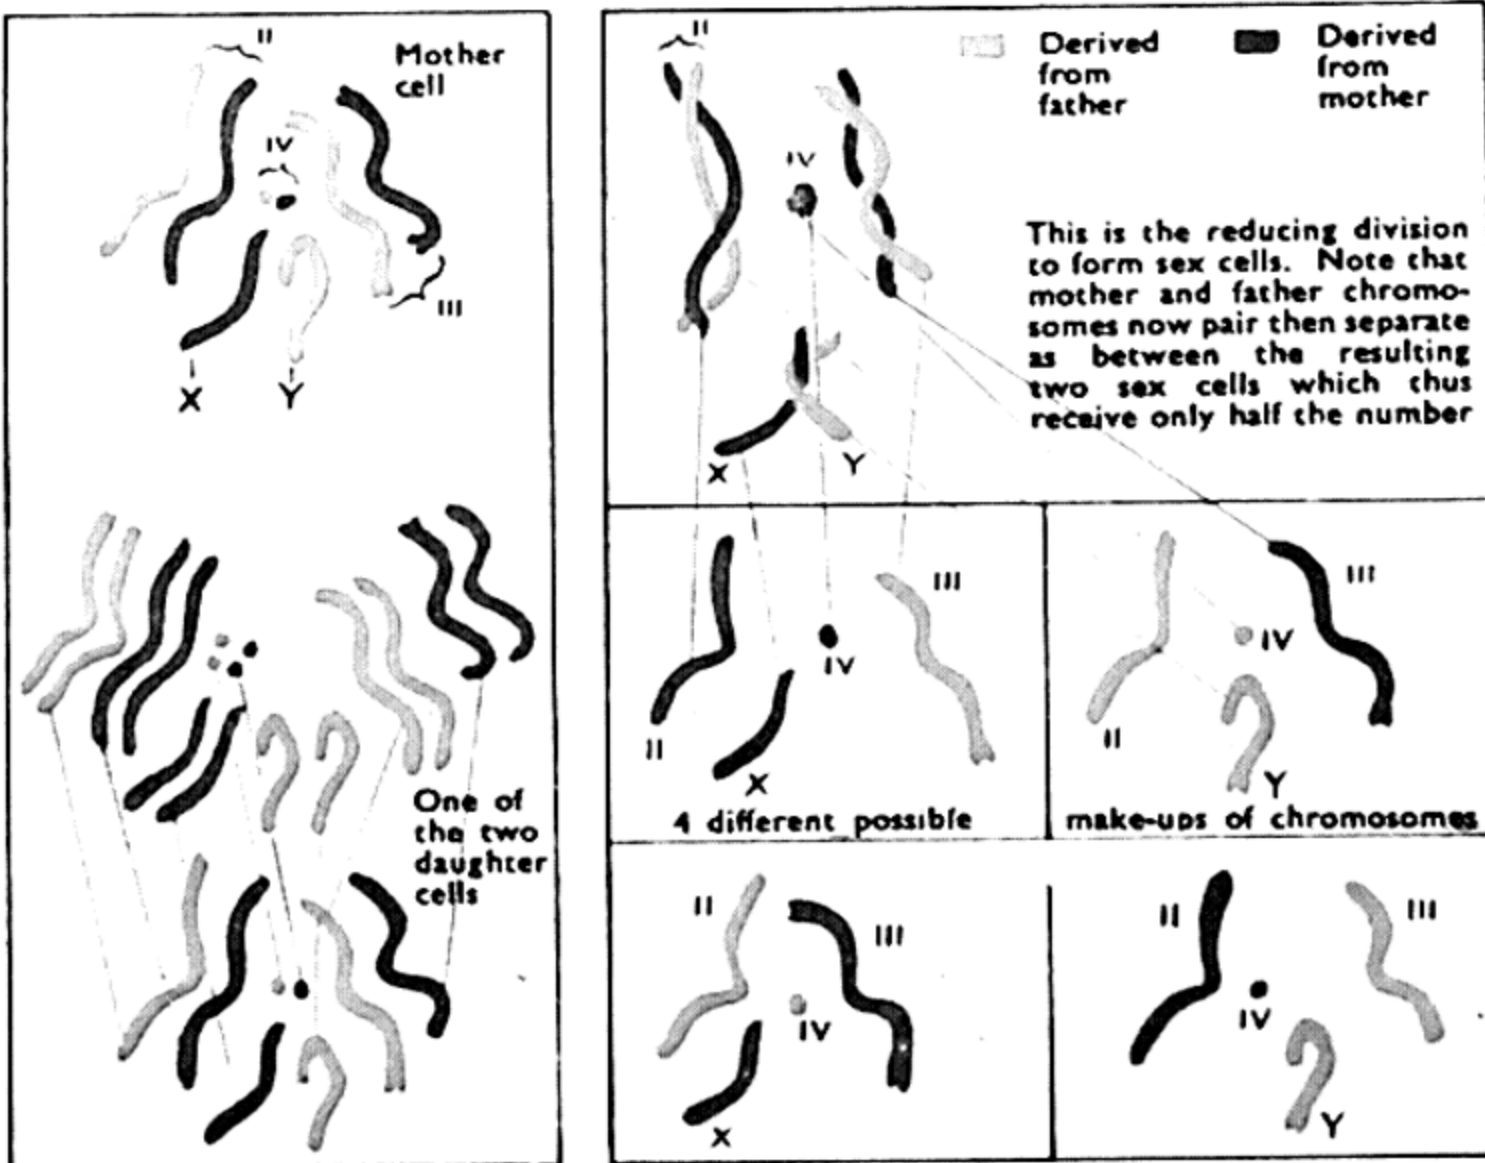 II
Mother
cell
IV
III
X Y
One of
the two
daughter
cells
II
Derived
from
father
Derived
from
mother
IV
This is the reducing division
to form sex cells. Note that
mother and father chromo-
somes now pair then separate
as between the resulting
two sex cells which thus
receive only half the number
X Y
III
IV
II
X
4 different possible
III
IV
II
Y
make-ups of chromosomes
II
III
IV
X
II
III
IV
Y